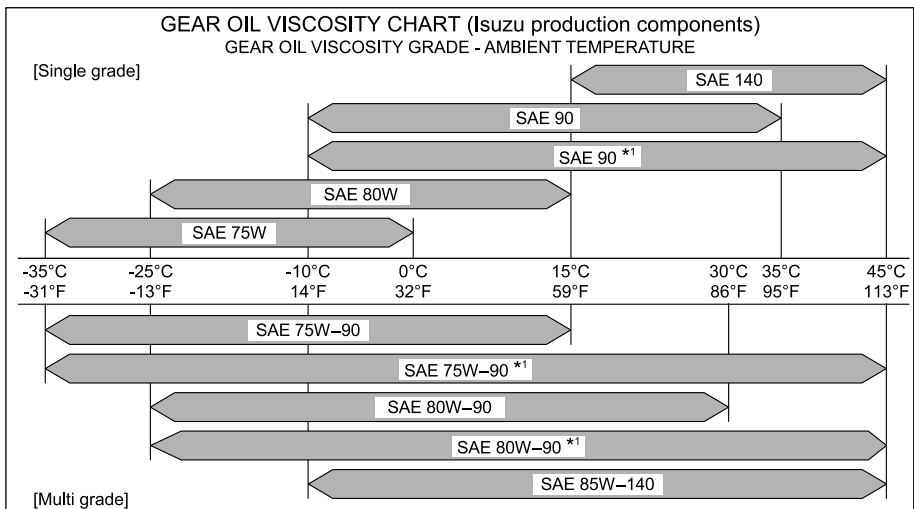 GEAR OIL VISCOSITY CHART (Isuzu production components)
GEAR OIL VISCOSITY GRADE - AMBIENT TEMPERATURE
[Single grade]
SAE 140
SAE 90
SAE 90 *1
SAE 80W
SAE 75W
-35°C -25°C -10°C 0°C 15°C 30°C 35°C 45°C
-31°F -13°F 14°F 32°F 59°F 86°F 95°F 113°F
SAE 75W–90
SAE 75W–90 *1
SAE 80W–90
SAE 80W–90 *1
SAE 85W–140
[Multi grade]